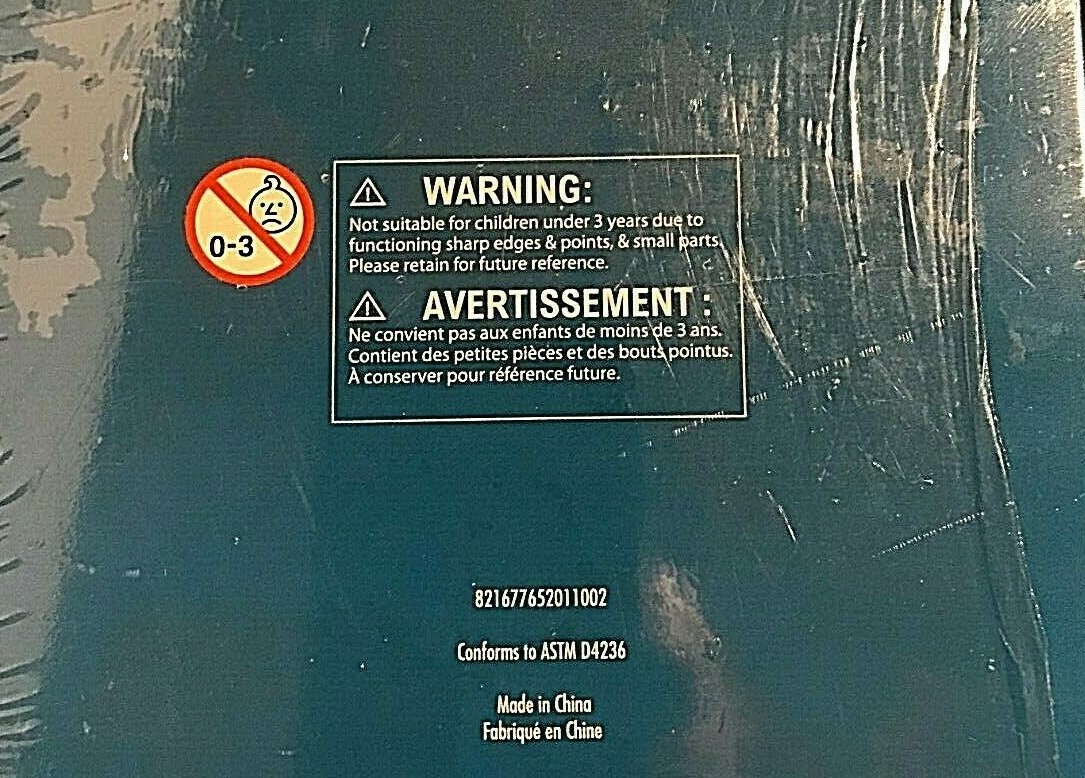 0-3
WARNING:
Not suitable for children under 3 years due to
functioning sharp edges & points, & small parts.
Please retain for future reference.
AVERTISSEMENT :
Ne convient pas aux enfants de moins de 3 ans.
Contient des petites pièces et des bouts pointus.
À conserver pour référence future.
821677652011002
Conforms to ASTM D4236
Made in China
Fabriqué en Chine